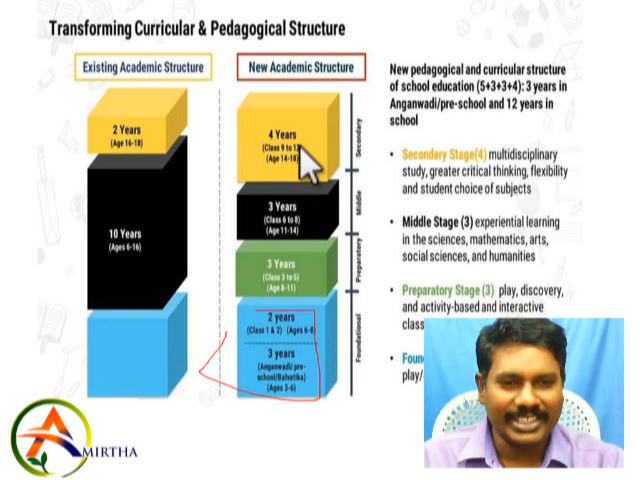 Transforming Curricular & Pedagogical Structure
Existing Academic Structure
2 Years
(Age 16-18)
10 Years
(Ages 6-16)
New Academic Structure
4 Years
(Class 9 to 12
(Age 14-18)
3 Years
(Class 6 to 8)
(Age 11-14)
3 Years
(Class 3 to 5)
(Age 8-11)
2 years
(Class 1 & 2) (Ages 6-8
3 years
(Anganwadi/ pre-
school/Balvatika)
(Ages 3-6)
Secondary
Middle
Preparatory
Foundational
New pedagogical and curricular structure
of school education (5+3+3+4): 3 years in
Anganwadi/pre-school and 12 years in
school
• Secondary Stage(4) multidisciplinary
study, greater critical thinking, flexibility
and student choice of subjects
• Middle Stage (3) experiential learning
in the sciences, mathematics, arts,
social sciences, and humanities
• Preparatory Stage (3) play, discovery,
and activity-based and interactive
class
• Foun
play/
AMIRTHA